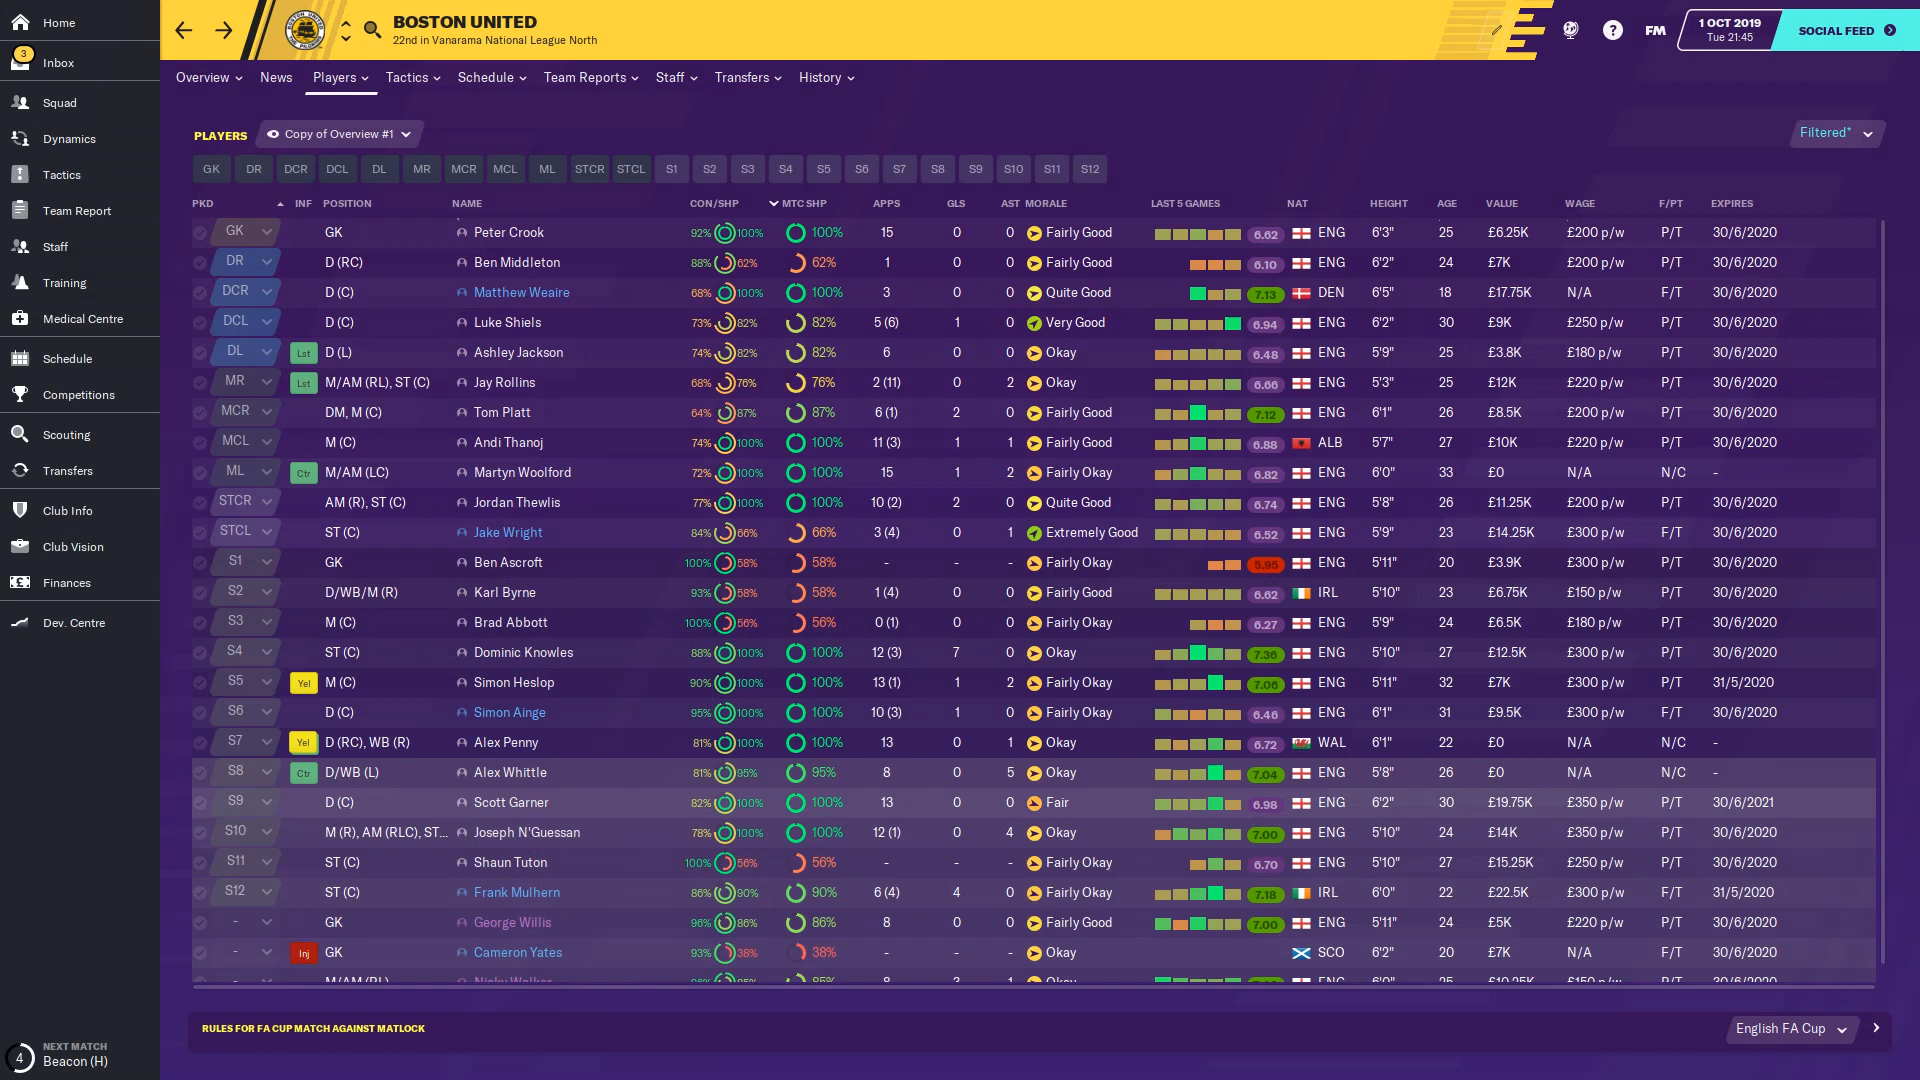 Home
3
Inbox
Squad
Dynamics
Tactics
Team Report
Staff
Training
Medical Centre
Schedule
Competitions
Scouting
Transfers
Club Info
Club Vision
Finances
Dev. Centre
4
NEXT MATCH
Beacon (H)
BOSTON UNITED
22nd in Vanarama National League North
? FM
1 OCT 2019
Tue 21:45
SOCIAL FEED
Overview News Players Tactics Schedule Team Reports Staff Transfers History
PLAYERS Copy of Overview #1 Filtered*
GK DR DCR DCL DL MR MCR MCL ML STCR STCL S1 S2 S3 S4 S5 S6 S7 S8 S9 S10 S11 S12
PKD INF POSITION NAME CON/SHP MTC SHP APPS GLS AST MORALE LAST 5 GAMES NAT HEIGHT AGE VALUE WAGE F/PT EXPIRES
GK GK Peter Crook 92% 100% 100% 15 0 0 Fairly Good 6.62 ENG 6'3" 25 £6.25K £200 p/w P/T 30/6/2020
DR D (RC) Ben Middleton 88% 62% 62% 1 0 0 Fairly Good 6.10 ENG 6'2" 24 £7K £200 p/w P/T 30/6/2020
DCR D (C) Matthew Weaire 68% 100% 100% 3 0 0 Quite Good 7.13 DEN 6'5" 18 £17.75K N/A F/T 30/6/2020
DCL D (C) Luke Shiels 73% 82% 82% 5 (6) 1 0 Very Good 6.94 ENG 6'2" 30 £9K £250 p/w P/T 30/6/2020
DL Lst D (L) Ashley Jackson 74% 82% 82% 6 0 0 Okay 6.48 ENG 5'9" 25 £3.8K £180 p/w P/T 30/6/2020
MR Lst M/AM (RL), ST (C) Jay Rollins 68% 76% 76% 2 (11) 0 2 Okay 6.66 ENG 5'3" 25 £12K £220 p/w P/T 30/6/2020
MCR DM, M (C) Tom Platt 64% 87% 87% 6 (1) 2 0 Fairly Good 7.12 ENG 6'1" 26 £8.5K £200 p/w P/T 30/6/2020
MCL M (C) Andi Thanoj 74% 100% 100% 11 (3) 1 1 Fairly Good 6.88 ALB 5'7" 27 £10K £220 p/w P/T 30/6/2020
ML Ctr M/AM (LC) Martyn Woolford 72% 100% 100% 15 1 2 Fairly Okay 6.82 ENG 6'0" 33 £0 N/A N/C -
STCR AM (R), ST (C) Jordan Thewlis 77% 100% 100% 10 (2) 2 0 Quite Good 6.74 ENG 5'8" 26 £11.25K £200 p/w P/T 30/6/2020
STCL ST (C) Jake Wright 84% 66% 66% 3 (4) 0 1 Extremely Good 6.52 ENG 5'9" 23 £14.25K £300 p/w F/T 30/6/2020
S1 GK Ben Ascroft 100% 58% 58% - - - Fairly Okay 5.95 ENG 5'11" 20 £3.9K £300 p/w P/T 30/6/2020
S2 D/WB/M (R) Karl Byrne 93% 58% 58% 1 (4) 0 0 Fairly Good 6.62 IRL 5'10" 23 £6.75K £150 p/w P/T 30/6/2020
S3 M (C) Brad Abbott 100% 56% 56% 0 (1) 0 0 Fairly Okay 6.27 ENG 5'9" 24 £6.5K £180 p/w P/T 30/6/2020
S4 ST (C) Dominic Knowles 88% 100% 100% 12 (3) 7 0 Okay 7.36 ENG 5'10" 27 £12.5K £300 p/w P/T 30/6/2020
S5 Yel M (C) Simon Heslop 90% 100% 100% 13 (1) 1 2 Fairly Okay 7.06 ENG 5'11" 32 £7K £300 p/w P/T 31/5/2020
S6 D (C) Simon Ainge 95% 100% 100% 10 (3) 1 0 Fairly Okay 6.46 ENG 6'1" 31 £9.5K £300 p/w F/T 30/6/2020
S7 Yel D (RC), WB (R) Alex Penny 81% 100% 100% 13 0 1 Okay 6.72 WAL 6'1" 22 £0 N/A N/C -
S8 Ctr D/WB (L) Alex Whittle 81% 95% 95% 8 0 5 Okay 7.04 ENG 5'8" 26 £0 N/A N/C -
S9 D (C) Scott Garner 82% 100% 100% 13 0 0 Fair 6.98 ENG 6'2" 30 £19.75K £350 p/w P/T 30/6/2021
S10 M (R), AM (RLC), ST... Joseph N'Guessan 78% 100% 100% 12 (1) 0 4 Okay 7.00 ENG 5'10" 24 £14K £350 p/w P/T 30/6/2020
S11 ST (C) Shaun Tuton 100% 56% 56% - - - Fairly Okay 6.70 ENG 5'10" 27 £15.25K £250 p/w P/T 30/6/2020
S12 ST (C) Frank Mulhern 86% 90% 90% 6 (4) 4 0 Fairly Okay 7.18 IRL 6'0" 22 £22.5K £300 p/w F/T 31/5/2020
- GK George Willis 96% 86% 86% 8 0 0 Fairly Good 7.00 ENG 5'11" 24 £5K £220 p/w P/T 30/6/2020
- Inj GK Cameron Yates 93% 38% 38% - - - Okay SCO 6'2" 20 £7K N/A F/T 30/6/2020
- M/AM (RL) Nicky Walker 85% 8 3 1 Okay ENG 6'0" 25 £10.25K £150 p/w P/T 30/6/2020
RULES FOR FA CUP MATCH AGAINST MATLOCK English FA Cup